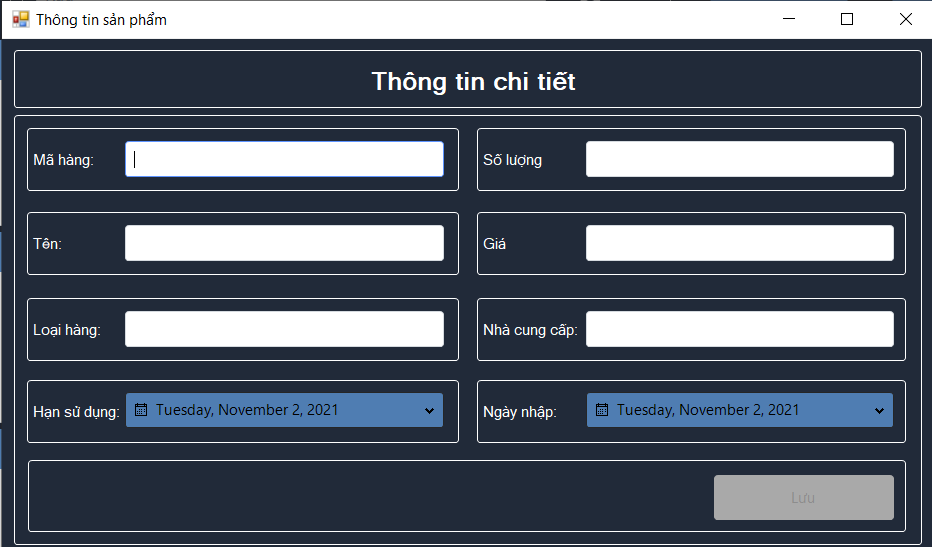 Thông tin sản phẩm
Thông tin chi tiết
Mã hàng:
Số lượng
Tên:
Giá
Loại hàng:
Nhà cung cấp:
Hạn sử dụng: Tuesday, November 2, 2021
Ngày nhập: Tuesday, November 2, 2021
Lưu